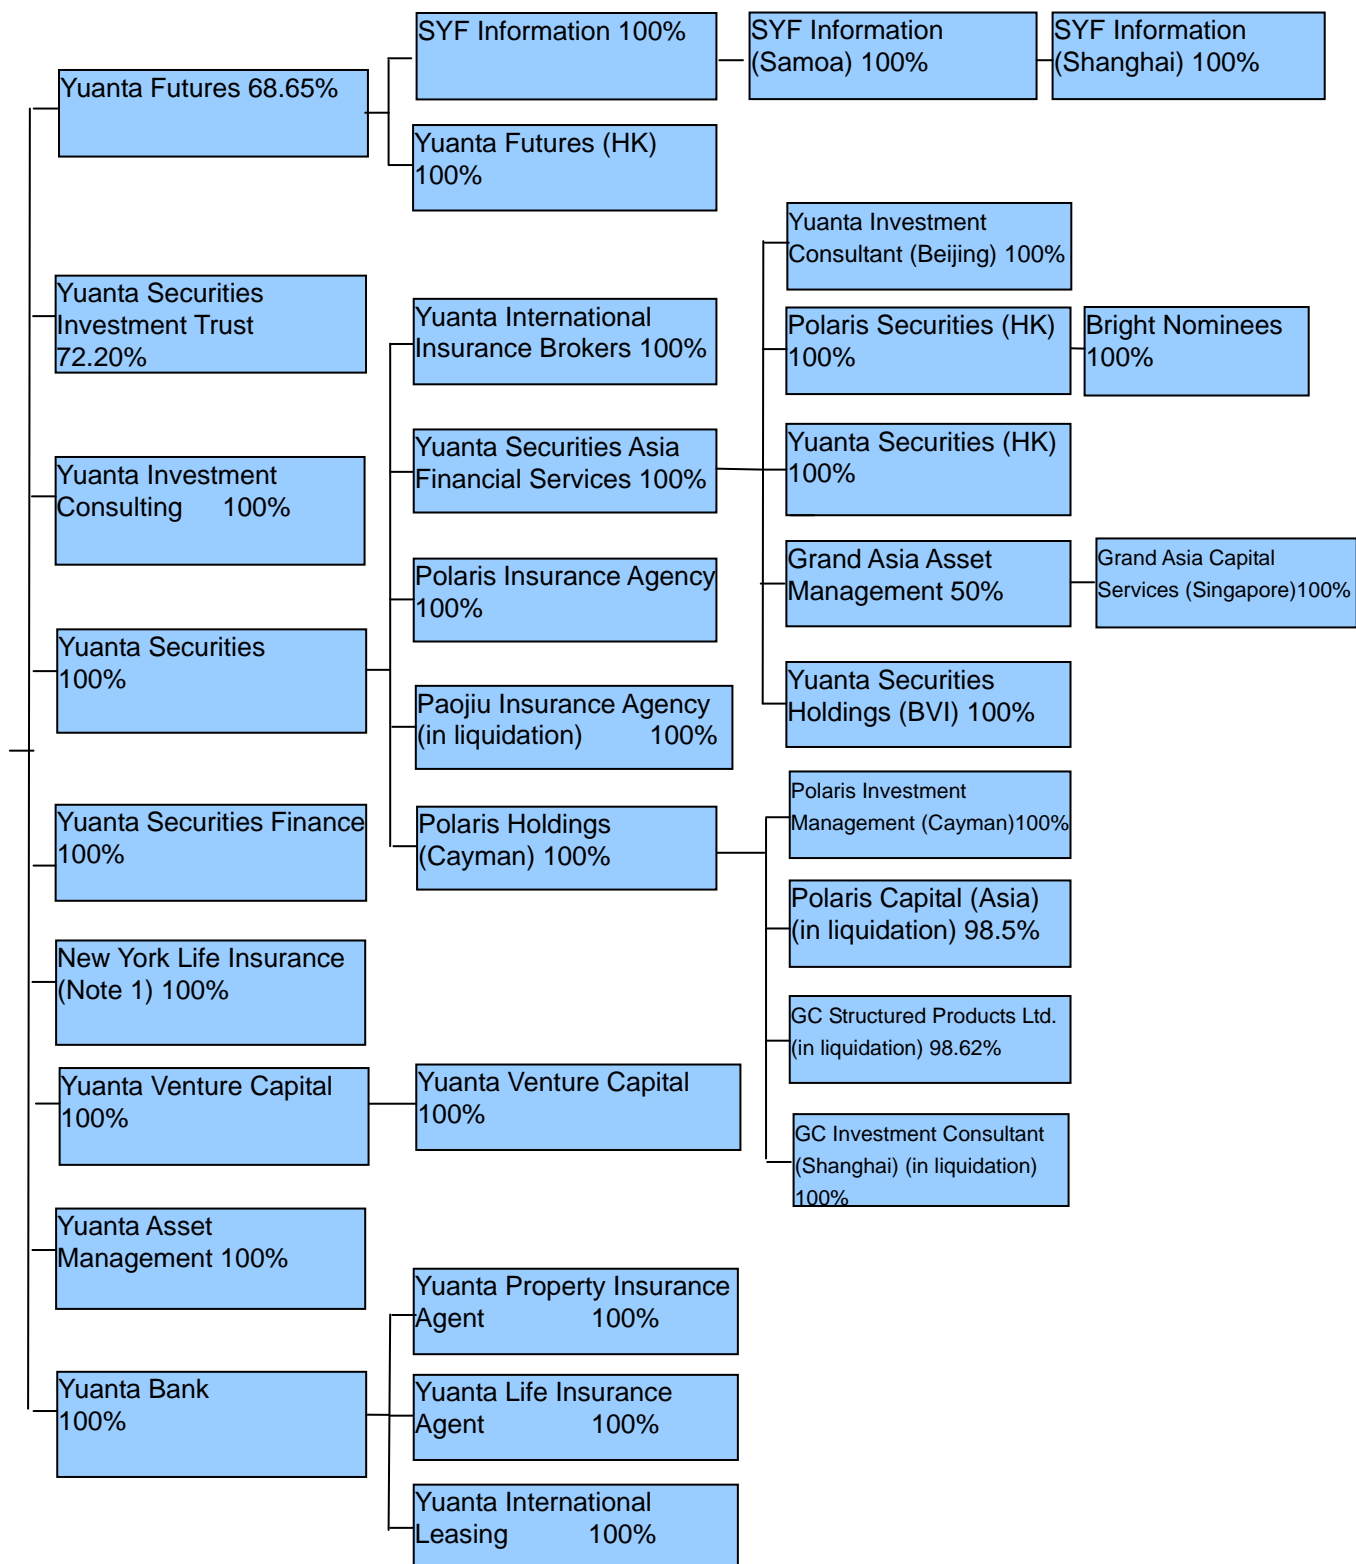 SYF Information 100%
SYF Information
(Samoa) 100%
SYF Information
(Shanghai) 100%
Yuanta Futures 68.65%
Yuanta Futures (HK)
100%
Yuanta Investment
Consultant (Beijing) 100%
Yuanta Securities
Investment Trust
72.20%
Yuanta International
Insurance Brokers 100%
Polaris Securities (HK)
100%
Bright Nominees
100%
Yuanta Investment
Consulting 100%
Yuanta Securities Asia
Financial Services 100%
Yuanta Securities (HK)
100%
Polaris Insurance Agency
100%
Grand Asia Asset
Management 50%
Grand Asia Capital
Services (Singapore)100%
Yuanta Securities
100%
Paojiu Insurance Agency
(in liquidation) 100%
Yuanta Securities
Holdings (BVI) 100%
Yuanta Securities Finance
100%
Polaris Holdings
(Cayman) 100%
Polaris Investment
Management (Cayman)100%
Polaris Capital (Asia)
(in liquidation) 98.5%
New York Life Insurance
(Note 1) 100%
GC Structured Products Ltd.
(in liquidation) 98.62%
Yuanta Venture Capital
100%
Yuanta Venture Capital
100%
GC Investment Consultant
(Shanghai) (in liquidation)
100%
Yuanta Asset
Management 100%
Yuanta Property Insurance
Agent 100%
Yuanta Bank
100%
Yuanta Life Insurance
Agent 100%
Yuanta International
Leasing 100%